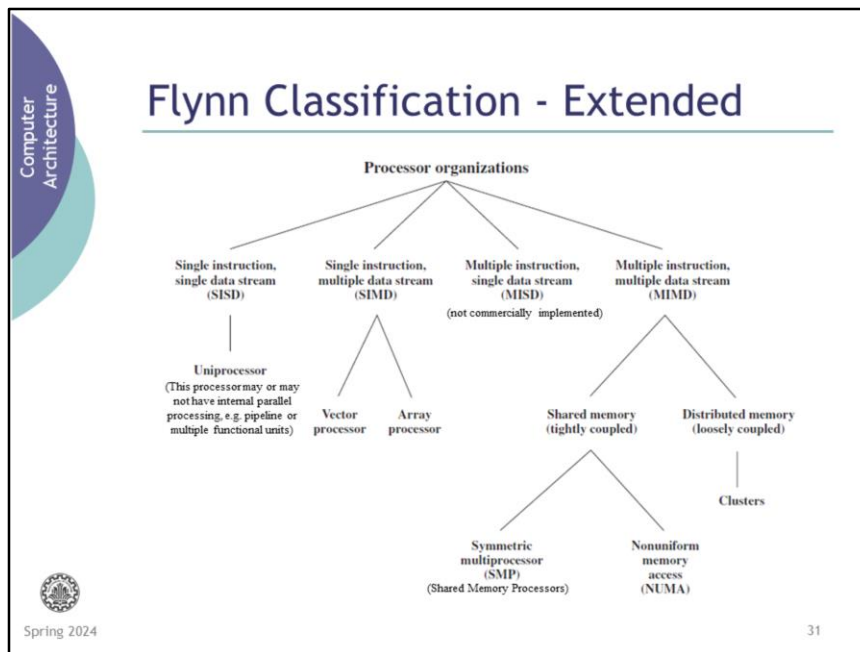 Computer
Architecture
Flynn Classification - Extended
Processor organizations
Single instruction,
single data stream
(SISD)
Single instruction,
multiple data stream
(SIMD)
Multiple instruction,
single data stream
(MISD)
(not commercially implemented)
Multiple instruction,
multiple data stream
(MIMD)
Uniprocessor
(This processor may or may
not have internal parallel
processing, e.g. pipeline or
multiple functional units)
Vector
processor
Array
processor
Shared memory
(tightly coupled)
Distributed memory
(loosely coupled)
Clusters
Symmetric
multiprocessor
(SMP)
(Shared Memory Processors)
Nonuniform
memory
access
(NUMA)
Spring 2024
31